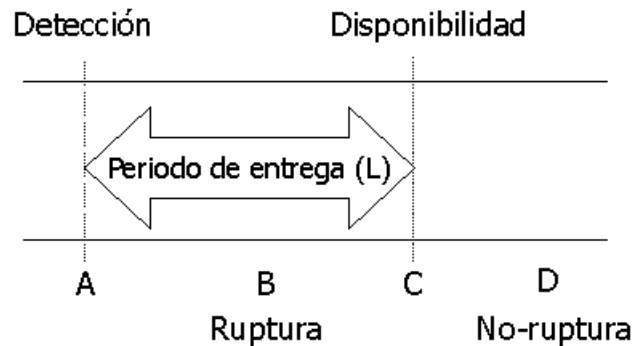 Detección Disponibilidad
Periodo de entrega (L)
A B C D
Ruptura No-ruptura